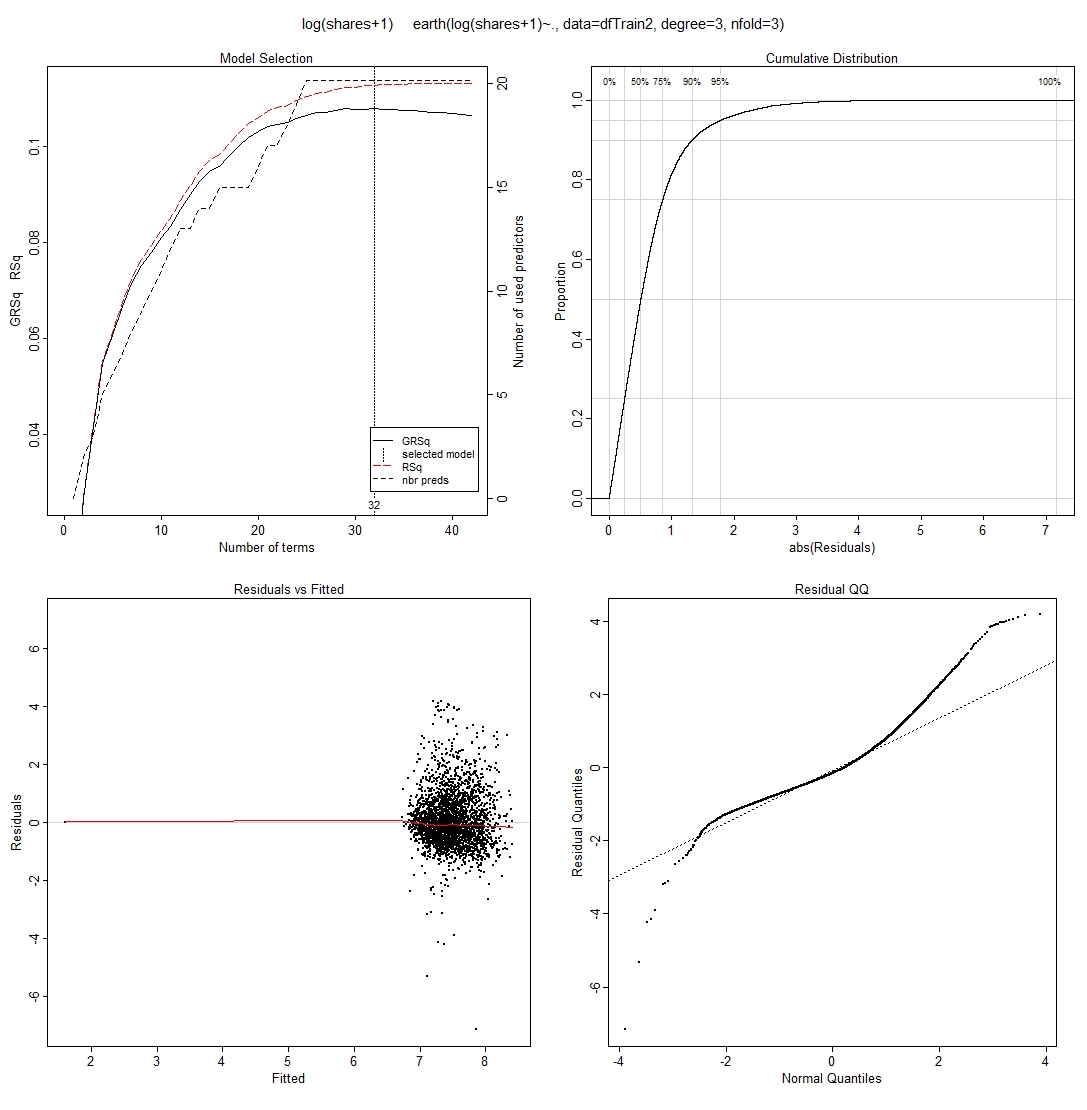 log(shares+1) earth(log(shares+1)~., data=dfTrain2, degree=3, nfold=3)
Model Selection
GRSq RSq
0.04 0.06 0.08 0.1
Number of used predictors
0 5 10 15 20
GRSq
selected model
RSq
nbr preds
32
0 10 20 30 40
Number of terms
Cumulative Distribution
0% 50% 75% 90% 95% 100%
Proportion
0.0 0.2 0.4 0.6 0.8 1.0
0 1 2 3 4 5 6 7
abs(Residuals)
Residuals vs Fitted
Residuals
-6 -4 -2 0 2 4 6
2 3 4 5 6 7 8
Fitted
Residual QQ
Residual Quantiles
-6 -4 -2 0 2 4
-4 -2 0 2 4
Normal Quantiles